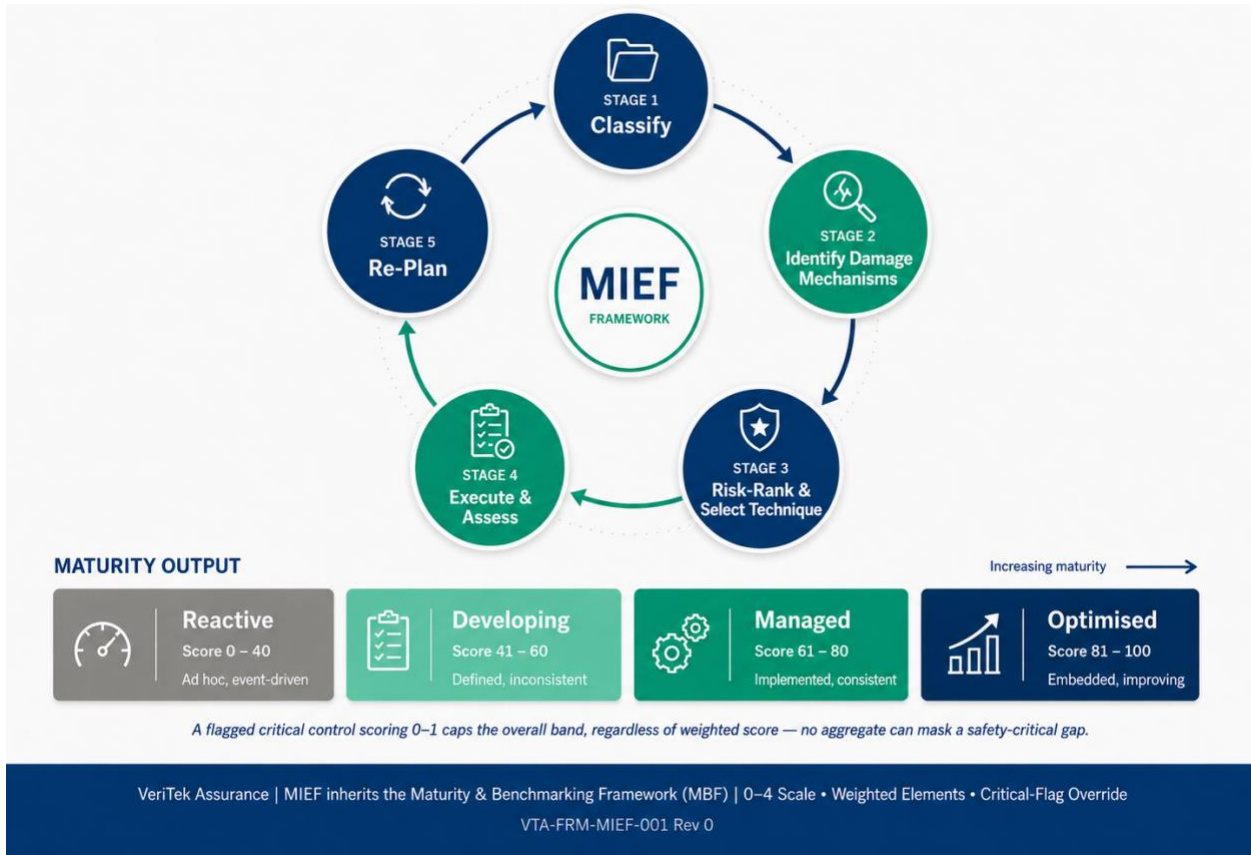 STAGE 1
Classify
STAGE 2
Identify Damage
Mechanisms
STAGE 3
Risk-Rank &
Select Technique
STAGE 4
Execute &
Assess
STAGE 5
Re-Plan
MIEF
FRAMEWORK
MATURITY OUTPUT
Increasing maturity
Reactive
Score 0 – 40
Ad hoc, event-driven
Developing
Score 41 – 60
Defined, inconsistent
Managed
Score 61 – 80
Implemented, consistent
Optimised
Score 81 – 100
Embedded, improving
A flagged critical control scoring 0–1 caps the overall band, regardless of weighted score — no aggregate can mask a safety-critical gap.
VeriTek Assurance | MIEF inherits the Maturity & Benchmarking Framework (MBF) | 0–4 Scale • Weighted Elements • Critical-Flag Override
VTA-FRM-MIEF-001 Rev 0